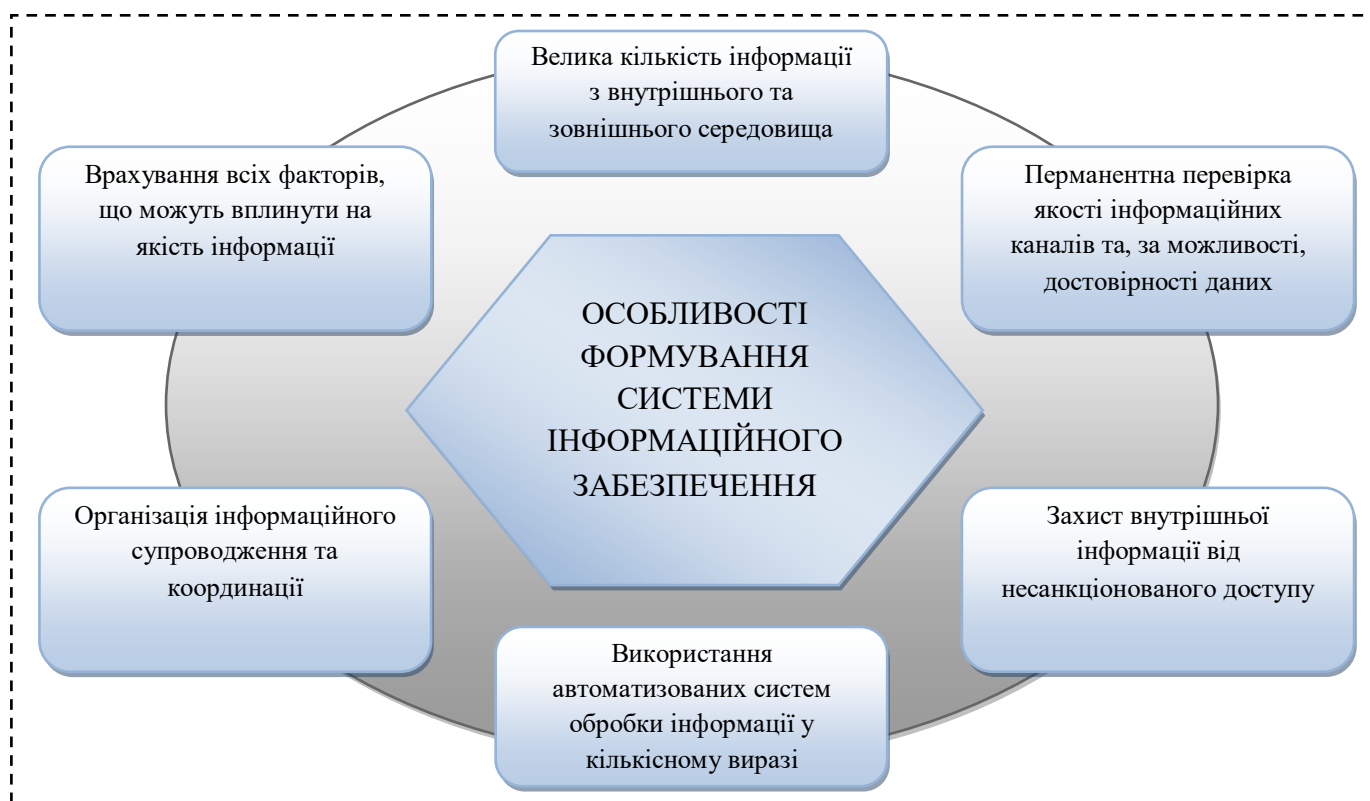 Велика кількість інформації
з внутрішнього та
зовнішнього середовища
Врахування всіх факторів,
що можуть вплинути на
якість інформації
Перманентна перевірка
якості інформаційних
каналів та, за можливості,
достовірності даних
ОСОБЛИВОСТІ
ФОРМУВАННЯ
СИСТЕМИ
ІНФОРМАЦІЙНОГО
ЗАБЕЗПЕЧЕННЯ
Організація інформаційного
супроводження та
координації
Захист внутрішньої
інформації від
несанкціонованого доступу
Використання
автоматизованих систем
обробки інформації у
кількісному виразі